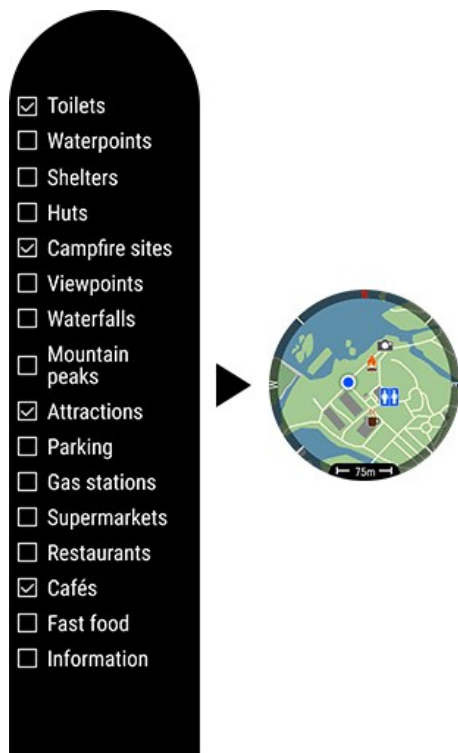 Toilets
Waterpoints
Shelters
Huts
Campfire sites
Viewpoints
Waterfalls
Mountain
peaks
Attractions
Parking
Gas stations
Supermarkets
Restaurants
Cafés
Fast food
Information
N
W
E
75m